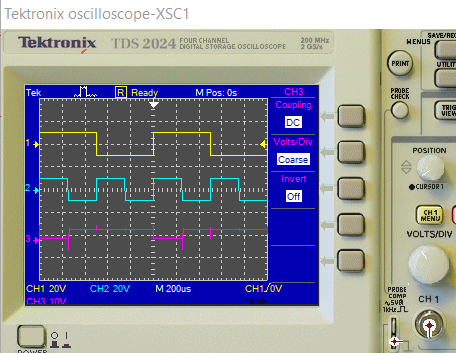 Tektronix oscilloscope-XSC1
Tektronix TDS 2024 FOUR CHANNEL DIGITAL STORAGE OSCILLOSCOPE 200 MHz 2 GS/s
MENUS SAVE/REC
PRINT
UTILIT
PROBE CHECK
TRIG VIEW
POSITION
CURSOR 1
CH 1 MENU
VOLTS/DIV
CH 1
PROBE COMP
~5V
1kHz
POWER
Tek R Ready M Pos: 0s CH3
Coupling
DC
Volts/Div
Coarse
Invert
Off
1
2
3
CH1 20V CH2 20V M 200us CH1/0V
CH3 10V